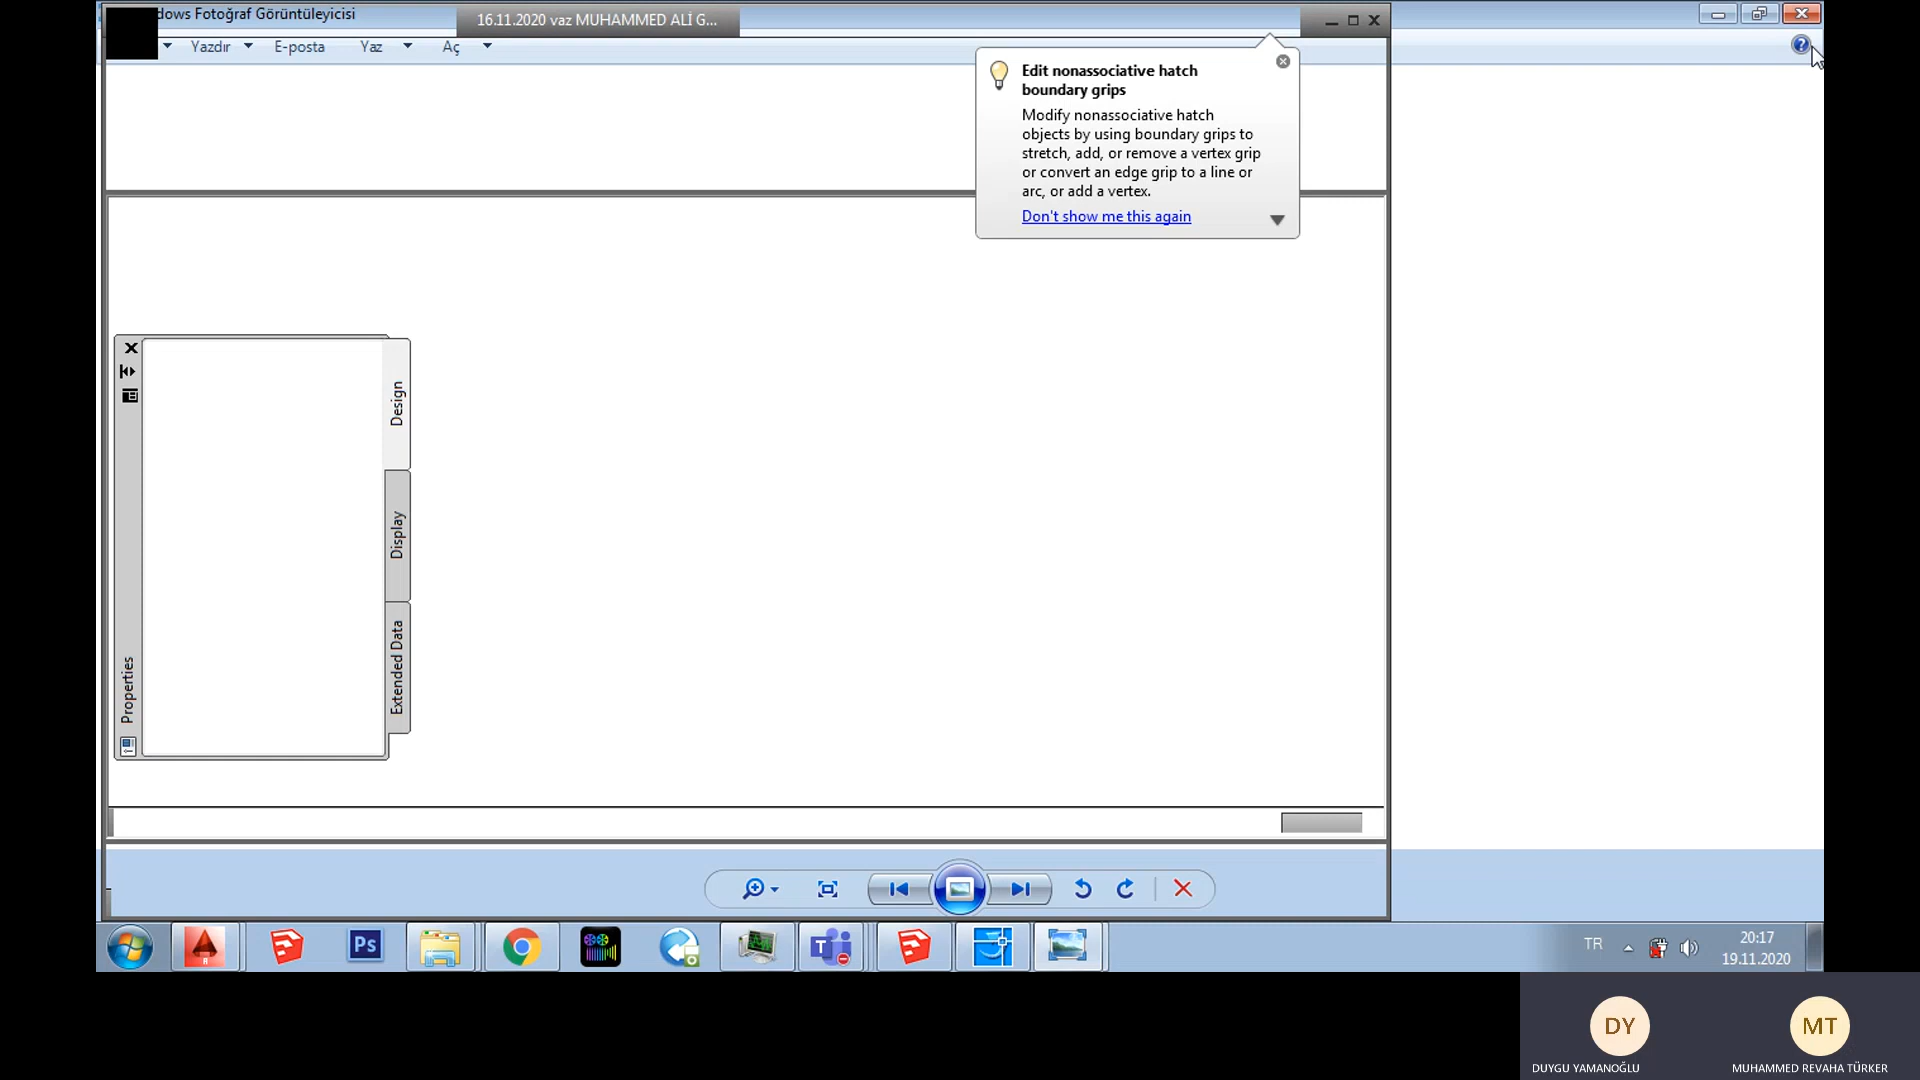 dows Fotoğraf Görüntüleyicisi
16.11.2020 vaz MUHAMMED ALİ G...
Yazdır
E-posta
Yaz
Aç
Edit nonassociative hatch
boundary grips
Modify nonassociative hatch
objects by using boundary grips to
stretch, add, or remove a vertex grip
or convert an edge grip to a line or
arc, or add a vertex.
Don't show me this again
Design
Display
Extended Data
Properties
Ps
TR
20:17
19.11.2020
DY
MT
DUYGU YAMANOĞLU
MUHAMMED REVAHA TÜRKER